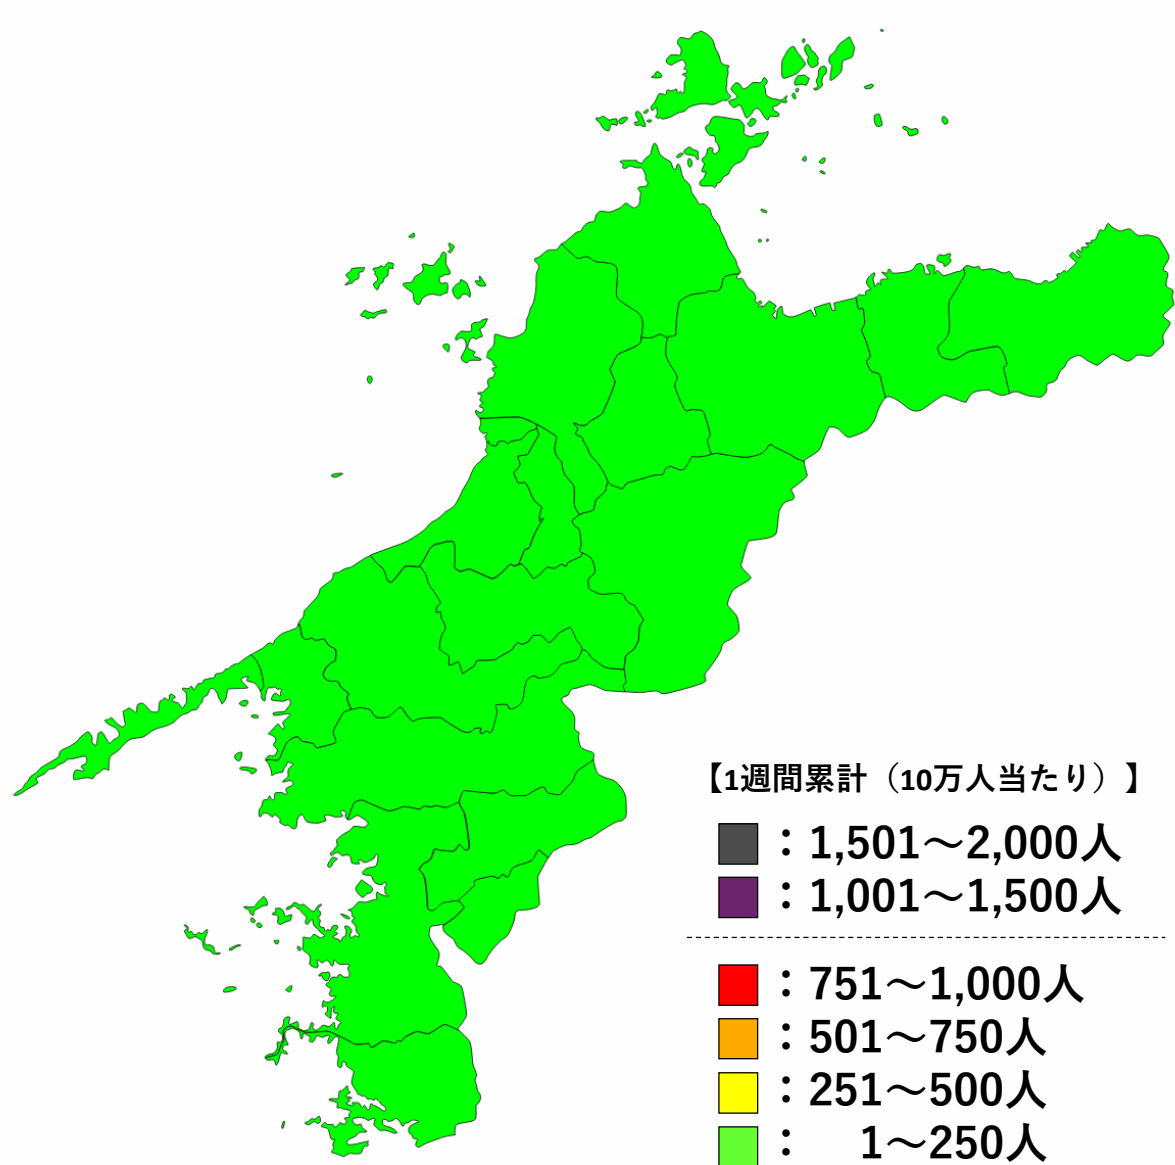 【1週間累計（10万人当たり）】
：1,501～2,000人
：1,001～1,500人
：751～1,000人
：501～750人
：251～500人
：　1～250人